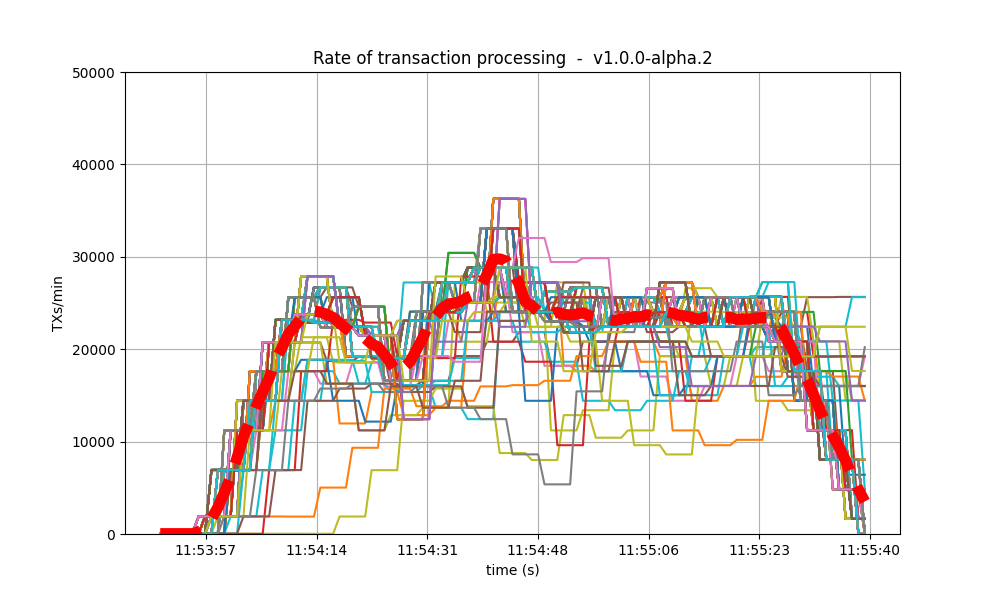 Rate of transaction processing  -  v1.0.0-alpha.2
TXs/min
50000
40000
30000
20000
10000
0
11:53:57 11:54:14 11:54:31 11:54:48 11:55:06 11:55:23 11:55:40
time (s)